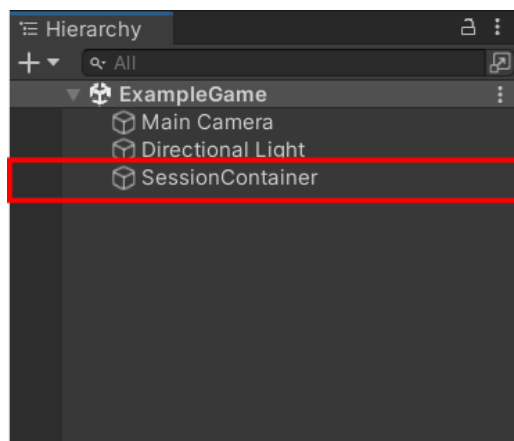 Hierarchy
All
ExampleGame
Main Camera
Directional Light
SessionContainer